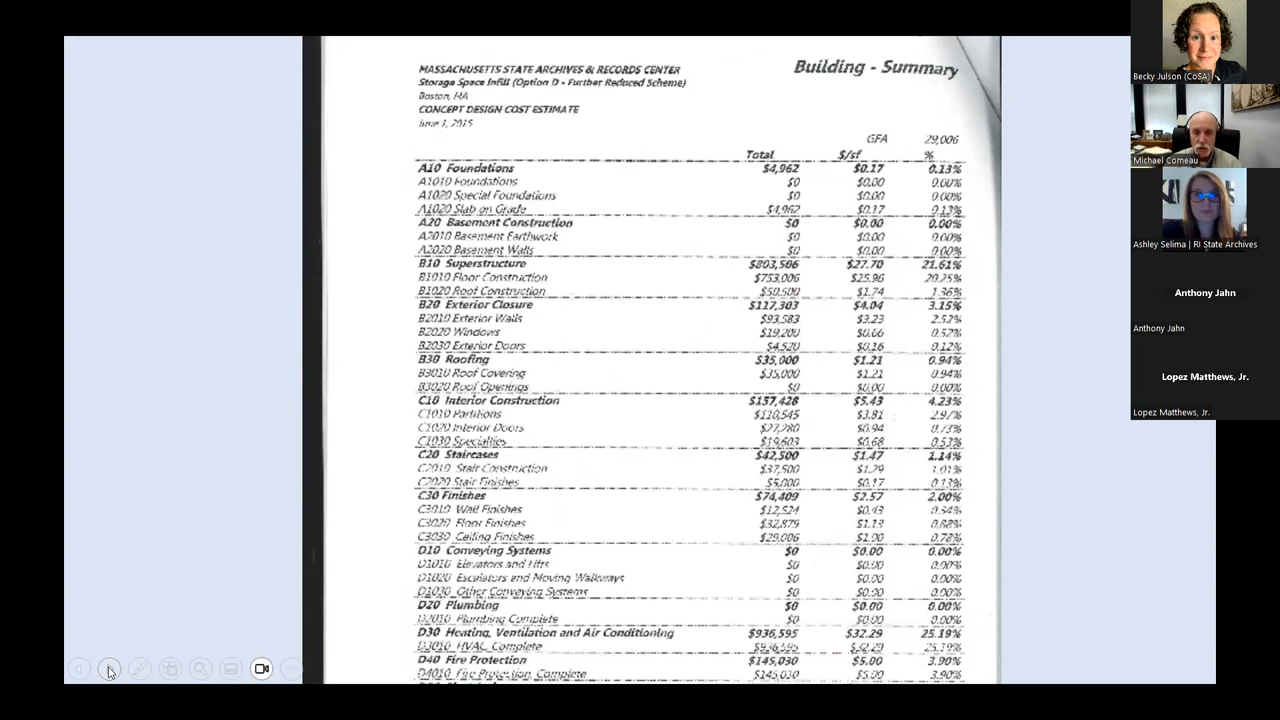 MASSACHUSETTS STATE ARCHIVES & RECORDS CENTER
Building - Summary
Storage Space Infill (Option D - Further Reduced Scheme)
Boston, MA
CONCEPT DESIGN COST ESTIMATE
June 1, 2015
GFA 29,006
Total $/sf %
A10 Foundations $4,962 $0.17 0.13%
A1010 Foundations $0 $0.00 0.00%
A1020 Special Foundations $0 $0.00 0.00%
A1020 Slab on Grade $4,962 $0.17 0.13%
A20 Basement Construction $0 $0.00 0.00%
A2010 Basement Earthwork $0 $0.00 0.00%
A2020 Basement Walls $0 $0.00 0.00%
B10 Superstructure $803,506 $27.70 21.61%
B1010 Floor Construction $753,006 $25.96 20.25%
B1020 Roof Construction $50,500 $1.74 1.36%
B20 Exterior Closure $117,303 $4.04 3.15%
B2010 Exterior Walls $93,583 $3.23 2.52%
B2020 Windows $19,200 $0.66 0.52%
B2030 Exterior Doors $4,520 $0.16 0.12%
B30 Roofing $35,000 $1.21 0.94%
B3010 Roof Covering $35,000 $1.21 0.94%
B3020 Roof Openings $0 $0.00 0.00%
C10 Interior Construction $157,428 $5.43 4.23%
C1010 Partitions $110,545 $3.81 2.97%
C1020 Interior Doors $27,280 $0.94 0.73%
C1030 Specialties $19,603 $0.68 0.53%
C20 Staircases $42,500 $1.47 1.14%
C2010 Stair Construction $37,500 $1.29 1.01%
C2020 Stair Finishes $5,000 $0.17 0.13%
C30 Finishes $74,409 $2.57 2.00%
C3010 Wall Finishes $12,524 $0.43 0.34%
C3020 Floor Finishes $32,879 $1.13 0.88%
C3030 Ceiling Finishes $29,006 $1.00 0.78%
D10 Conveying Systems $0 $0.00 0.00%
D1010 Elevators and Lifts $0 $0.00 0.00%
D1020 Escalators and Moving Walkways $0 $0.00 0.00%
D1030 Other Conveying Systems $0 $0.00 0.00%
D20 Plumbing $0 $0.00 0.00%
D2010 Plumbing Complete $0 $0.00 0.00%
D30 Heating, Ventilation and Air Conditioning $936,595 $32.29 25.19%
D3010 HVAC, Complete $936,595 $32.29 25.19%
D40 Fire Protection $145,030 $5.00 3.90%
D4010 Fire Protection, Complete $145,030 $5.00 3.90%
Becky Julson (CoSA)
Michael Comeau
Ashley Selima | RI State Archives
Anthony Jahn
Anthony Jahn
Lopez Matthews, Jr.
Lopez Matthews, Jr.